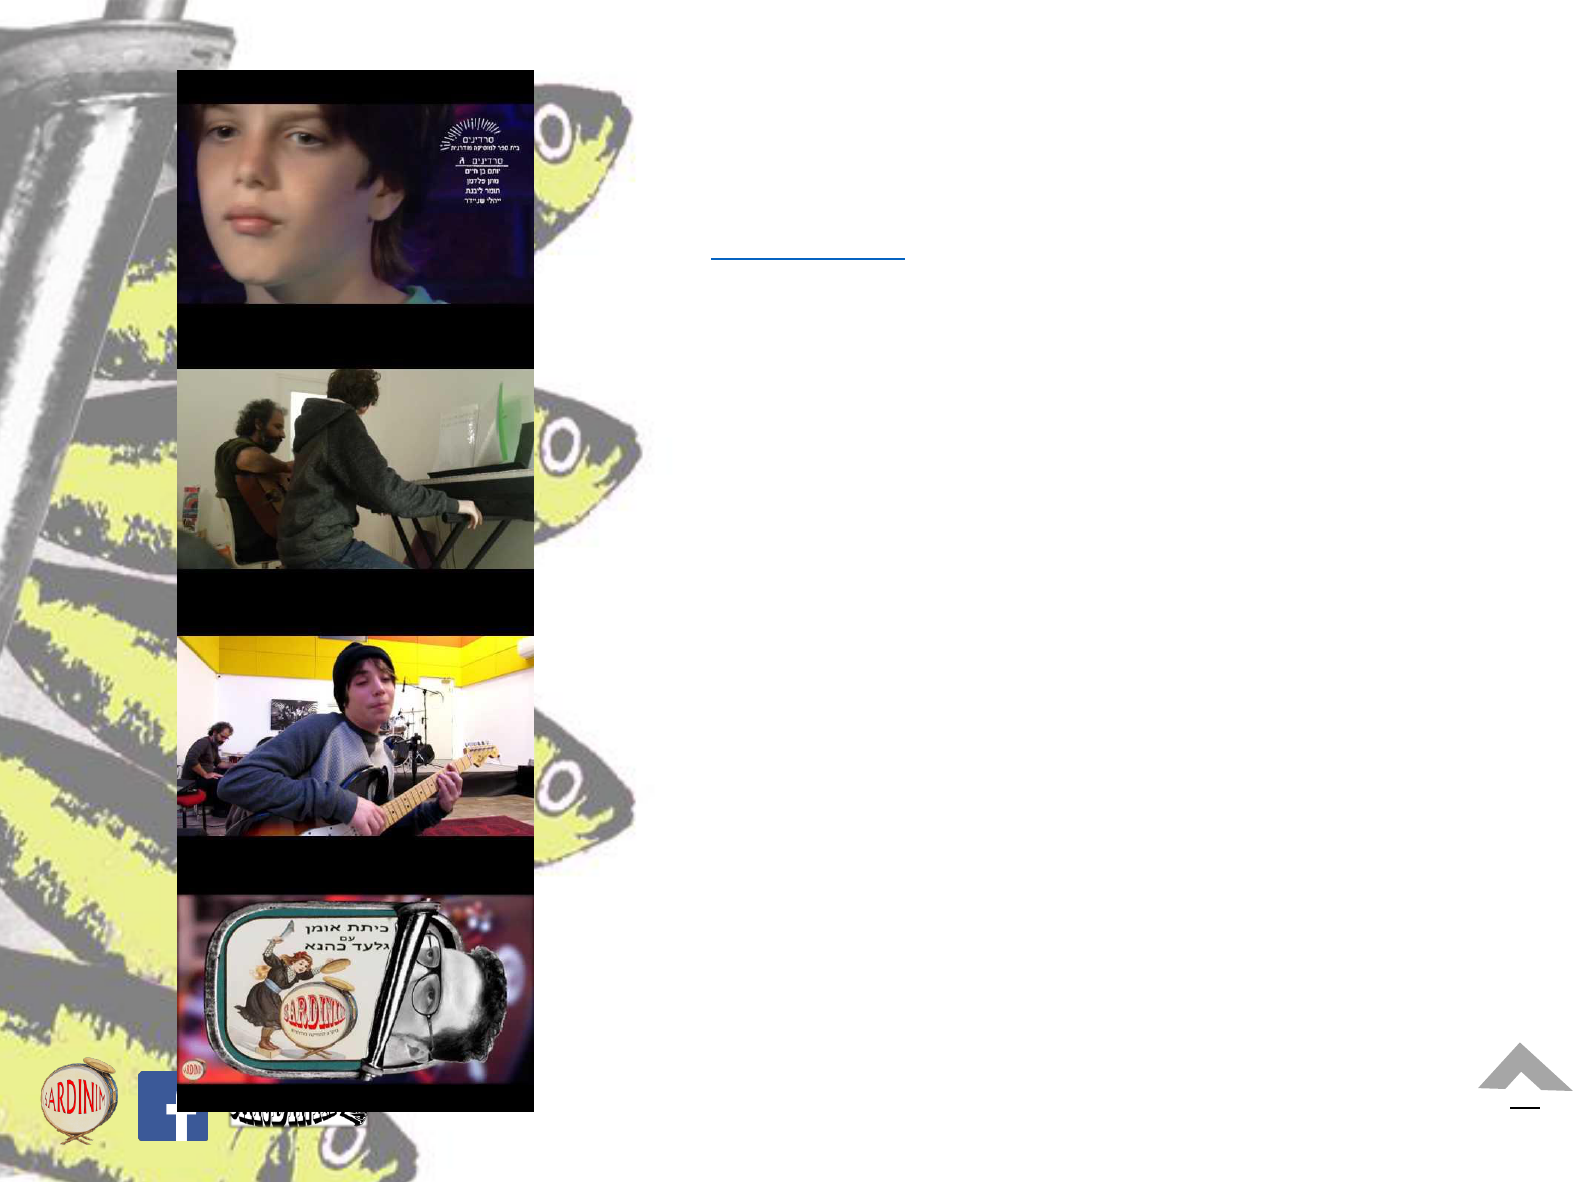 סרדינים
בית ספר למוסיקה מודרנית
סרדינים ג
יותם בן חיים
מתן פלדמן
תומר ליבנת
יהלי שניידר
כיתת אומן
עם
גלעד כהנא
SARDINIM
SARDINIM